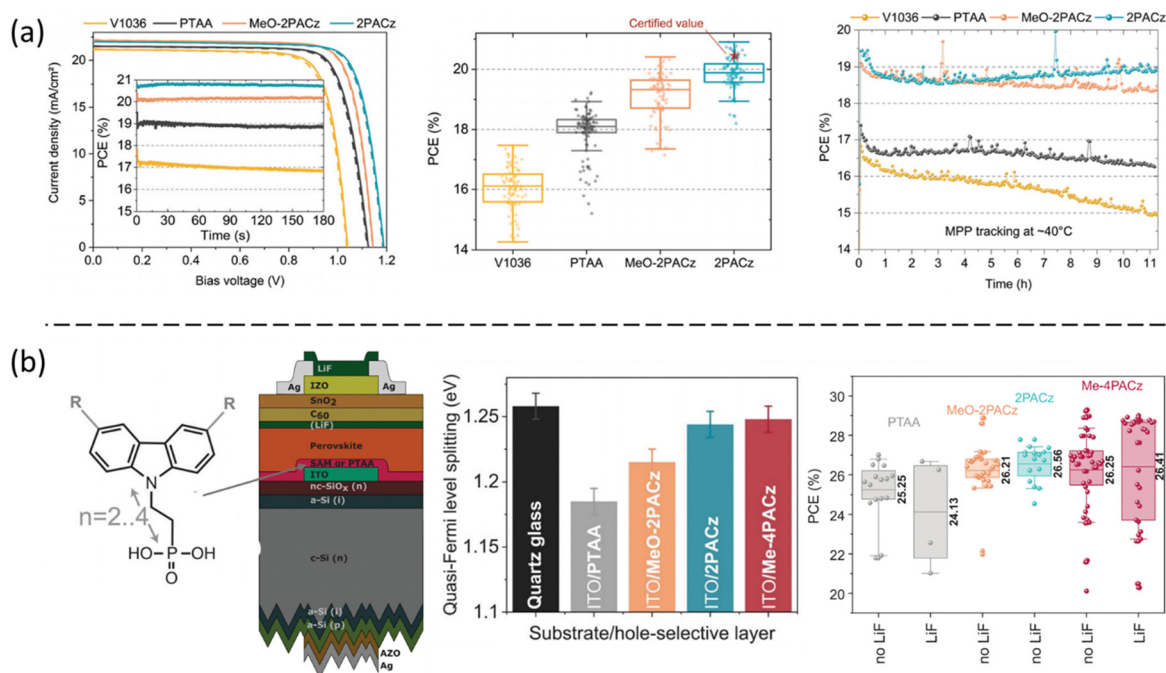 (a)
V1036 PTAA MeO-2PACz 2PACz
Current density (mA/cm²)
20
15
10
5
0
0.0 0.2 0.4 0.6 0.8 1.0 1.2
Bias voltage (V)
PCE (%)
21
20
19
18
17
16
15
0 30 60 90 120 150 180
Time (s)
Certified value
PCE (%)
20
18
16
14
V1036 PTAA MeO-2PACz 2PACz
V1036 PTAA MeO-2PACz 2PACz
PCE (%)
20
19
18
17
16
15
MPP tracking at ~40°C
0 1 2 3 4 5 6 7 8 9 10 11
Time (h)
(b)
R R
N
n=2..4
HO P OH
O
LiF
Ag IZO Ag
SnO2
C60
(LiF)
Perovskite
SAM or PTAA
ITO
nc-SiOx (n)
a-Si (i)
c-Si (n)
a-Si (i)
a-Si (p)
AZO
Ag
Quasi-Fermi level splitting (eV)
1.25
1.2
1.15
1.1
Quartz glass
ITO/PTAA
ITO/MeO-2PACz
ITO/2PACz
ITO/Me-4PACz
Substrate/hole-selective layer
PCE (%)
30
28
26
24
22
20
PTAA
MeO-2PACz
2PACz
Me-4PACz
25.25
24.13
26.21
26.56
26.25
26.41
no LiF
LiF
no LiF
no LiF
no LiF
LiF